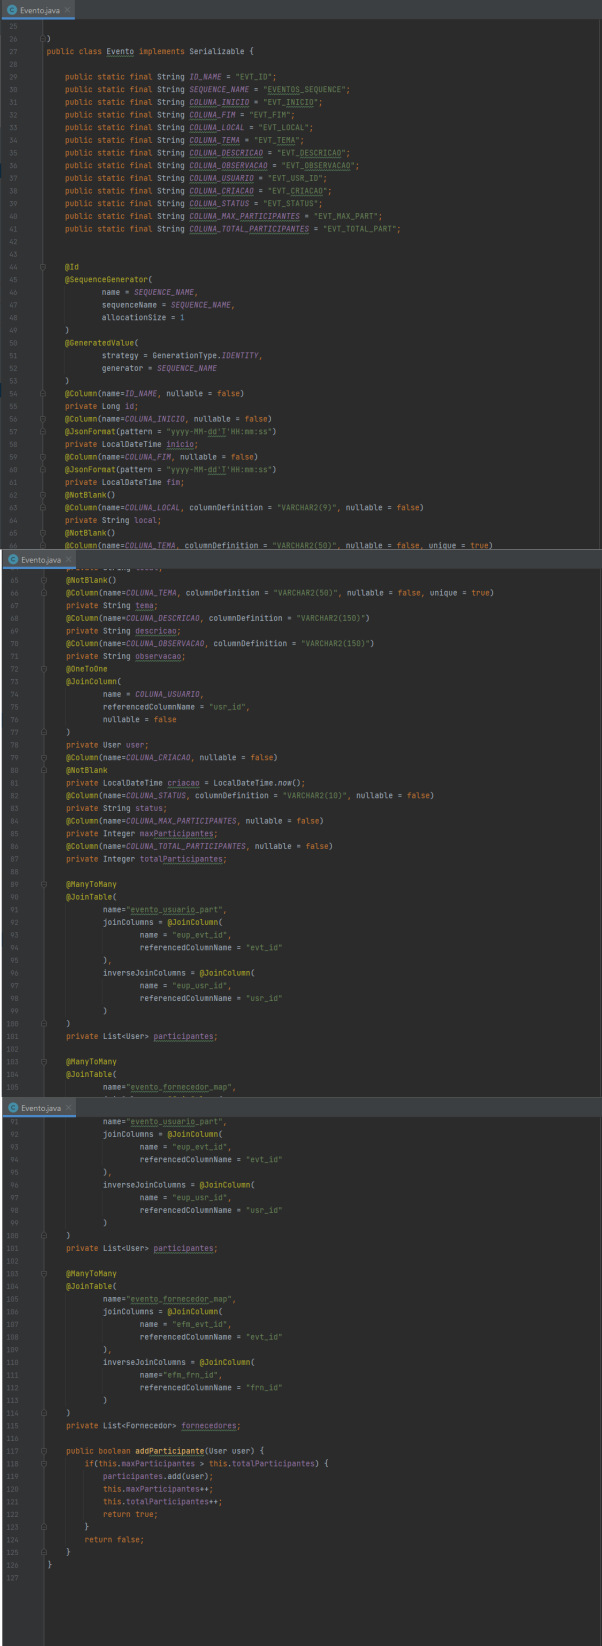 Evento.java
25
26 )
27 public class Evento implements Serializable {
28
29 public static final String ID_NAME = "EVT_ID";
30 public static final String SEQUENCE_NAME = "EVENTOS_SEQUENCE";
31 public static final String COLUNA_INICIO = "EVT_INICIO";
32 public static final String COLUNA_FIM = "EVT_FIM";
33 public static final String COLUNA_LOCAL = "EVT_LOCAL";
34 public static final String COLUNA_TEMA = "EVT_TEMA";
35 public static final String COLUNA_DESCRICAO = "EVT_DESCRICAO";
36 public static final String COLUNA_OBSERVACAO = "EVT_OBSERVACAO";
37 public static final String COLUNA_USUARIO = "EVT_USR_ID";
38 public static final String COLUNA_CRIACAO = "EVT_CRIACAO";
39 public static final String COLUNA_STATUS = "EVT_STATUS";
40 public static final String COLUNA_MAX_PARTICIPANTES = "EVT_MAX_PART";
41 public static final String COLUNA_TOTAL_PARTICIPANTES = "EVT_TOTAL_PART";
42
43
44 @Id
45 @SequenceGenerator(
46 name = SEQUENCE_NAME,
47 sequenceName = SEQUENCE_NAME,
48 allocationSize = 1
49 )
50 @GeneratedValue(
51 strategy = GenerationType.IDENTITY,
52 generator = SEQUENCE_NAME
53 )
54 @Column(name=ID_NAME, nullable = false)
55 private Long id;
56 @Column(name=COLUNA_INICIO, nullable = false)
57 @JsonFormat(pattern = "yyyy-MM-dd'T'HH:mm:ss")
58 private LocalDateTime inicio;
59 @Column(name=COLUNA_FIM, nullable = false)
60 @JsonFormat(pattern = "yyyy-MM-dd'T'HH:mm:ss")
61 private LocalDateTime fim;
62 @NotBlank()
63 @Column(name=COLUNA_LOCAL, columnDefinition = "VARCHAR2(9)", nullable = false)
64 private String local;
65 @NotBlank()
66 @Column(name=COLUNA_TEMA, columnDefinition = "VARCHAR2(50)", nullable = false, unique = true)
Evento.java
65 @NotBlank()
66 @Column(name=COLUNA_TEMA, columnDefinition = "VARCHAR2(50)", nullable = false, unique = true)
67 private String tema;
68 @Column(name=COLUNA_DESCRICAO, columnDefinition = "VARCHAR2(150)")
69 private String descricao;
70 @Column(name=COLUNA_OBSERVACAO, columnDefinition = "VARCHAR2(150)")
71 private String observacao;
72 @OneToOne
73 @JoinColumn(
74 name = COLUNA_USUARIO,
75 referencedColumnName = "usr_id",
76 nullable = false
77 )
78 private User user;
79 @Column(name=COLUNA_CRIACAO, nullable = false)
80 @NotBlank
81 private LocalDateTime criacao = LocalDateTime.now();
82 @Column(name=COLUNA_STATUS, columnDefinition = "VARCHAR2(10)", nullable = false)
83 private String status;
84 @Column(name=COLUNA_MAX_PARTICIPANTES, nullable = false)
85 private Integer maxParticipantes;
86 @Column(name=COLUNA_TOTAL_PARTICIPANTES, nullable = false)
87 private Integer totalParticipantes;
88
89 @ManyToMany
90 @JoinTable(
91 name="evento_usuario_part",
92 joinColumns = @JoinColumn(
93 name = "eup_evt_id",
94 referencedColumnName = "evt_id"
95 ),
96 inverseJoinColumns = @JoinColumn(
97 name = "eup_usr_id",
98 referencedColumnName = "usr_id"
99 )
100 )
101 private List<User> participantes;
102
103 @ManyToMany
104 @JoinTable(
105 name="evento_fornecedor_map",
Evento.java
91 name="evento_usuario_part",
92 joinColumns = @JoinColumn(
93 name = "eup_evt_id",
94 referencedColumnName = "evt_id"
95 ),
96 inverseJoinColumns = @JoinColumn(
97 name = "eup_usr_id",
98 referencedColumnName = "usr_id"
99 )
100 )
101 private List<User> participantes;
102
103 @ManyToMany
104 @JoinTable(
105 name="evento_fornecedor_map",
106 joinColumns = @JoinColumn(
107 name = "efm_evt_id",
108 referencedColumnName = "evt_id"
109 ),
110 inverseJoinColumns = @JoinColumn(
111 name="efm_frn_id",
112 referencedColumnName = "frn_id"
113 )
114 )
115 private List<Fornecedor> fornecedores;
116
117 public boolean addParticipante(User user) {
118 if(this.maxParticipantes > this.totalParticipantes) {
119 participantes.add(user);
120 this.maxParticipantes++;
121 this.totalParticipantes++;
122 return true;
123 }
124 return false;
125 }
126 }
127